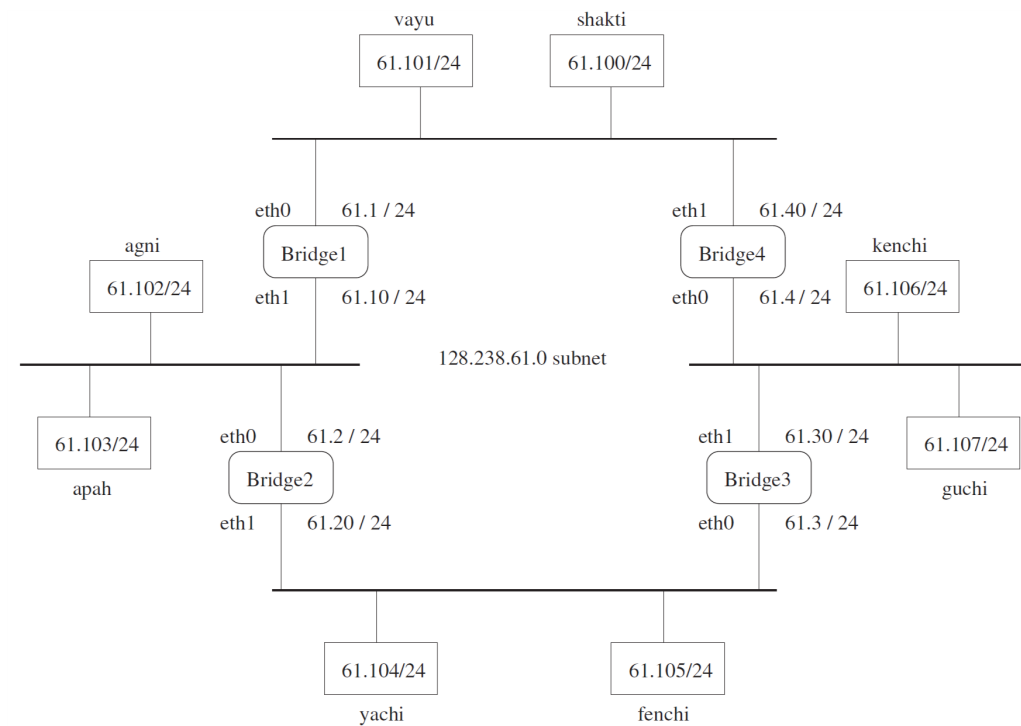 vayu
shakti
61.101/24
61.100/24
eth0
61.1 / 24
eth1
61.40 / 24
agni
Bridge1
Bridge4
kenchi
61.102/24
eth1
61.10 / 24
eth0
61.4 / 24
61.106/24
128.238.61.0 subnet
61.103/24
eth0
61.2 / 24
eth1
61.30 / 24
61.107/24
apah
Bridge2
Bridge3
guchi
eth1
61.20 / 24
eth0
61.3 / 24
61.104/24
61.105/24
yachi
fenchi